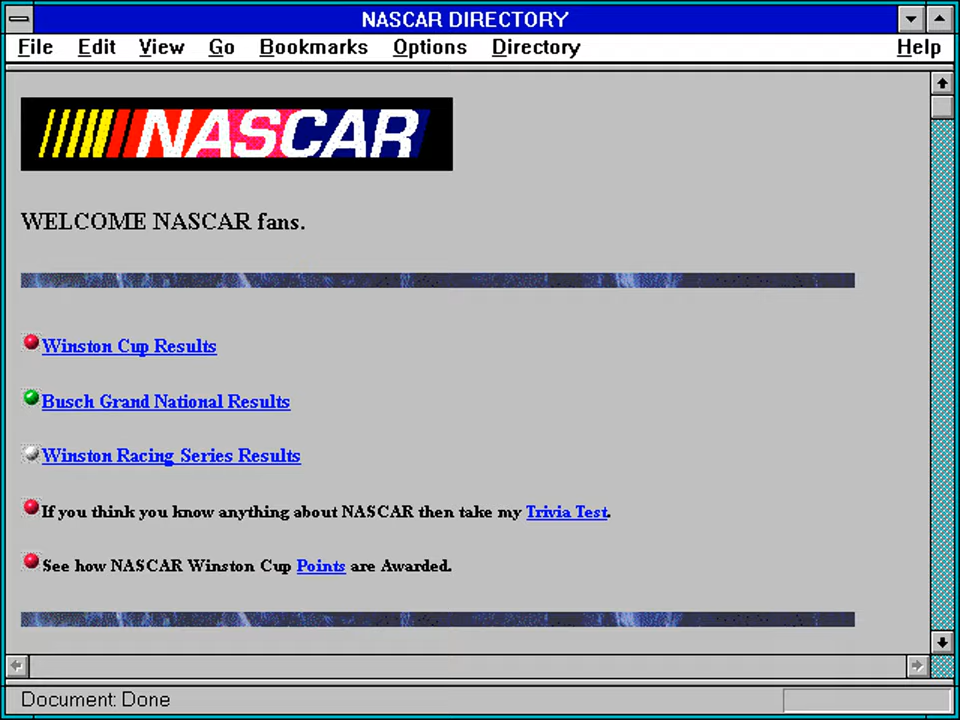 NASCAR DIRECTORY
File Edit View Go Bookmarks Options Directory Help
NASCAR
WELCOME NASCAR fans.
Winston Cup Results
Busch Grand National Results
Winston Racing Series Results
If you think you know anything about NASCAR then take my Trivia Test.
See how NASCAR Winston Cup Points are Awarded.
Document: Done